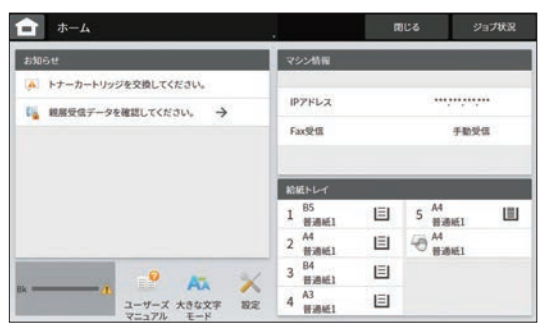 ホーム
閉じる
ジョブ状況
お知らせ
トナーカートリッジを交換してください。
親展受信データを確認してください。 →
マシン情報
IPアドレス ***.***.***.***
Fax受信 手動受信
給紙トレイ
1 B5 普通紙1
2 A4 普通紙1
3 B4 普通紙1
4 A3 普通紙1
5 A4 普通紙1
A4 普通紙1
Bk
ユーザーズ
マニュアル
大きな文字
モード
設定